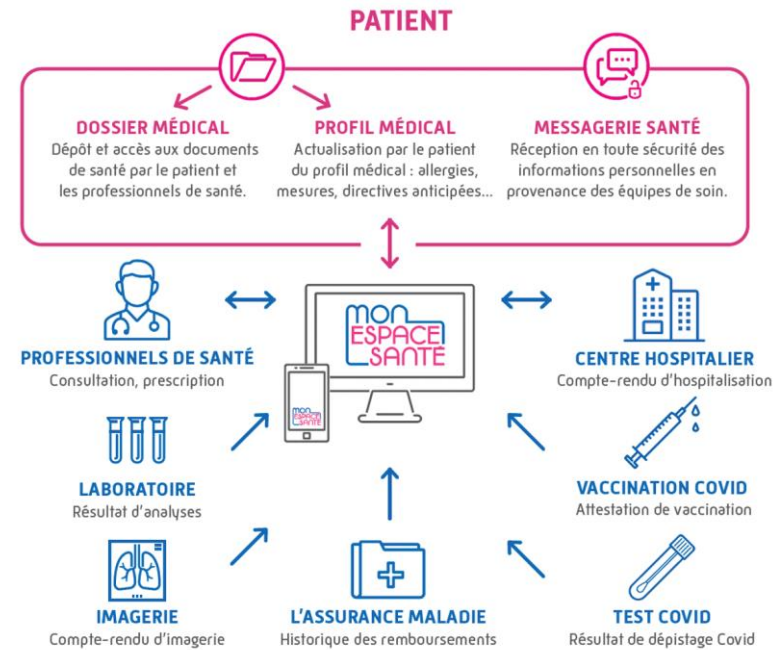 PATIENT
DOSSIER MÉDICAL
Dépôt et accès aux documents
de santé par le patient et
les professionnels de santé.
PROFIL MÉDICAL
Actualisation par le patient
du profil médical : allergies,
mesures, directives anticipées...
MESSAGERIE SANTÉ
Réception en toute sécurité des
informations personnelles en
provenance des équipes de soin.
mon
ESPACE
SANTÉ
mon
ESPACE
SANTÉ
PROFESSIONNELS DE SANTÉ
Consultation, prescription
CENTRE HOSPITALIER
Compte-rendu d'hospitalisation
LABORATOIRE
Résultat d'analyses
VACCINATION COVID
Attestation de vaccination
IMAGERIE
Compte-rendu d'imagerie
L'ASSURANCE MALADIE
Historique des remboursements
TEST COVID
Résultat de dépistage Covid